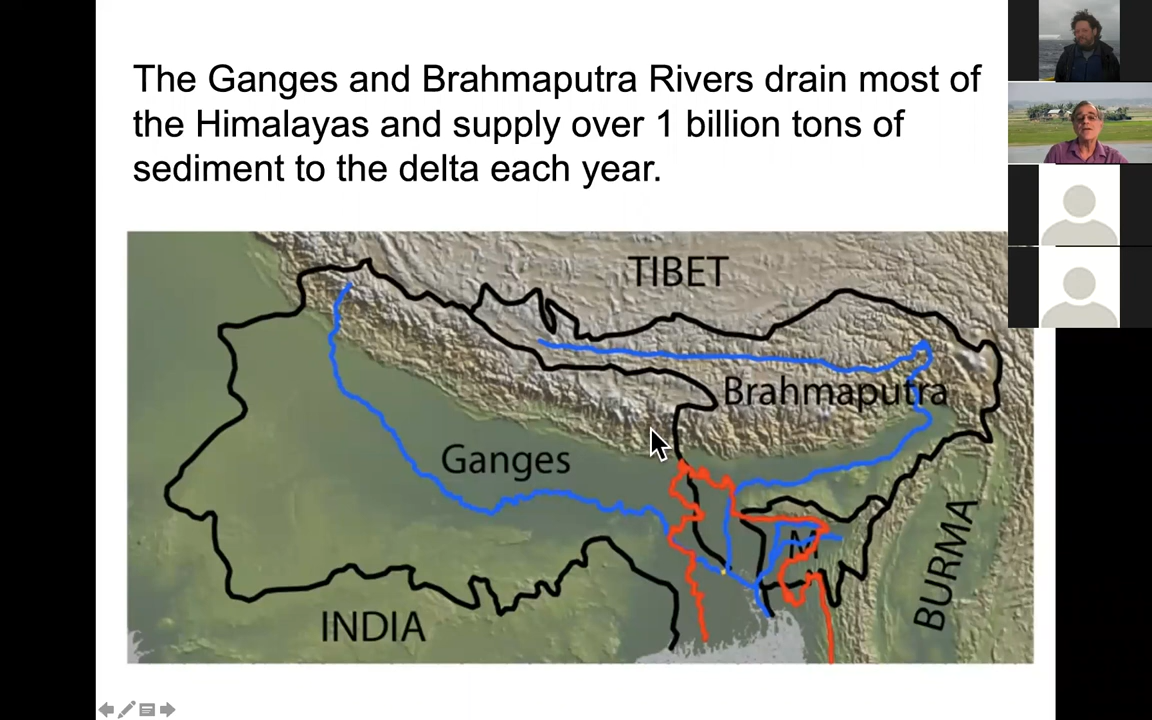 The Ganges and Brahmaputra Rivers drain most of
the Himalayas and supply over 1 billion tons of
sediment to the delta each year.
TIBET
Brahmaputra
Ganges
M
BURMA
INDIA